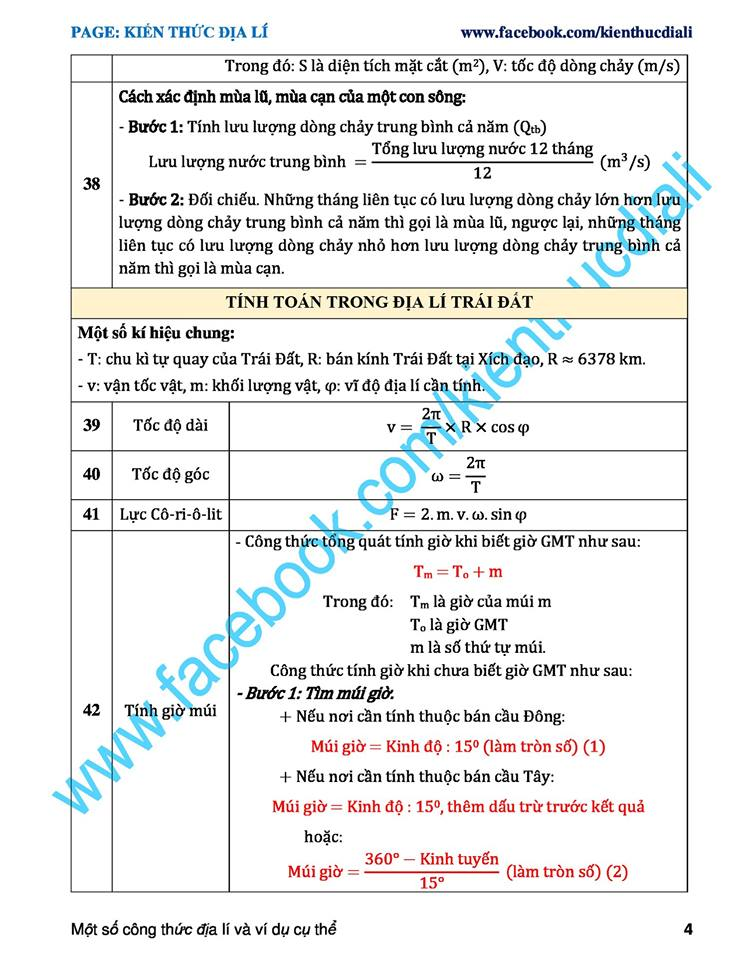 PAGE: KIẾN THỨC ĐỊA LÍ
www.facebook.com/kienthucdiali
Trong đó: S là diện tích mặt cắt (m²), V: tốc độ dòng chảy (m/s)
38
Cách xác định mùa lũ, mùa cạn của một con sông:
- Bước 1: Tính lưu lượng dòng chảy trung bình cả năm (Qtb)
Lưu lượng nước trung bình = Tổng lưu lượng nước 12 tháng / 12 (m³/s)
- Bước 2: Đối chiếu. Những tháng liên tục có lưu lượng dòng chảy lớn hơn lưu
lượng dòng chảy trung bình cả năm thì gọi là mùa lũ, ngược lại, những tháng
liên tục có lưu lượng dòng chảy nhỏ hơn lưu lượng dòng chảy trung bình cả
năm thì gọi là mùa cạn.
TÍNH TOÁN TRONG ĐỊA LÍ TRÁI ĐẤT
Một số kí hiệu chung:
- T: chu kì tự quay của Trái Đất, R: bán kính Trái Đất tại Xích đạo, R ≈ 6378 km.
- v: vận tốc vật, m: khối lượng vật, φ: vĩ độ địa lí cần tính.
39 Tốc độ dài v = 2π/T × R × cos φ
40 Tốc độ góc ω = 2π/T
41 Lực Cô-ri-ô-lit F = 2. m. v. ω. sin φ
42 Tính giờ múi
- Công thức tổng quát tính giờ khi biết giờ GMT như sau:
Tₘ = Tₒ + m
Trong đó: Tₘ là giờ của múi m
Tₒ là giờ GMT
m là số thứ tự múi.
Công thức tính giờ khi chưa biết giờ GMT như sau:
- Bước 1: Tìm múi giờ.
+ Nếu nơi cần tính thuộc bán cầu Đông:
Múi giờ = Kinh độ : 15⁰ (làm tròn số) (1)
+ Nếu nơi cần tính thuộc bán cầu Tây:
Múi giờ = Kinh độ : 15⁰, thêm dấu trừ trước kết quả
hoặc:
Múi giờ = 360° − Kinh tuyến / 15° (làm tròn số) (2)
www.facebook.com/kienthucdiali
Một số công thức địa lí và ví dụ cụ thể
4